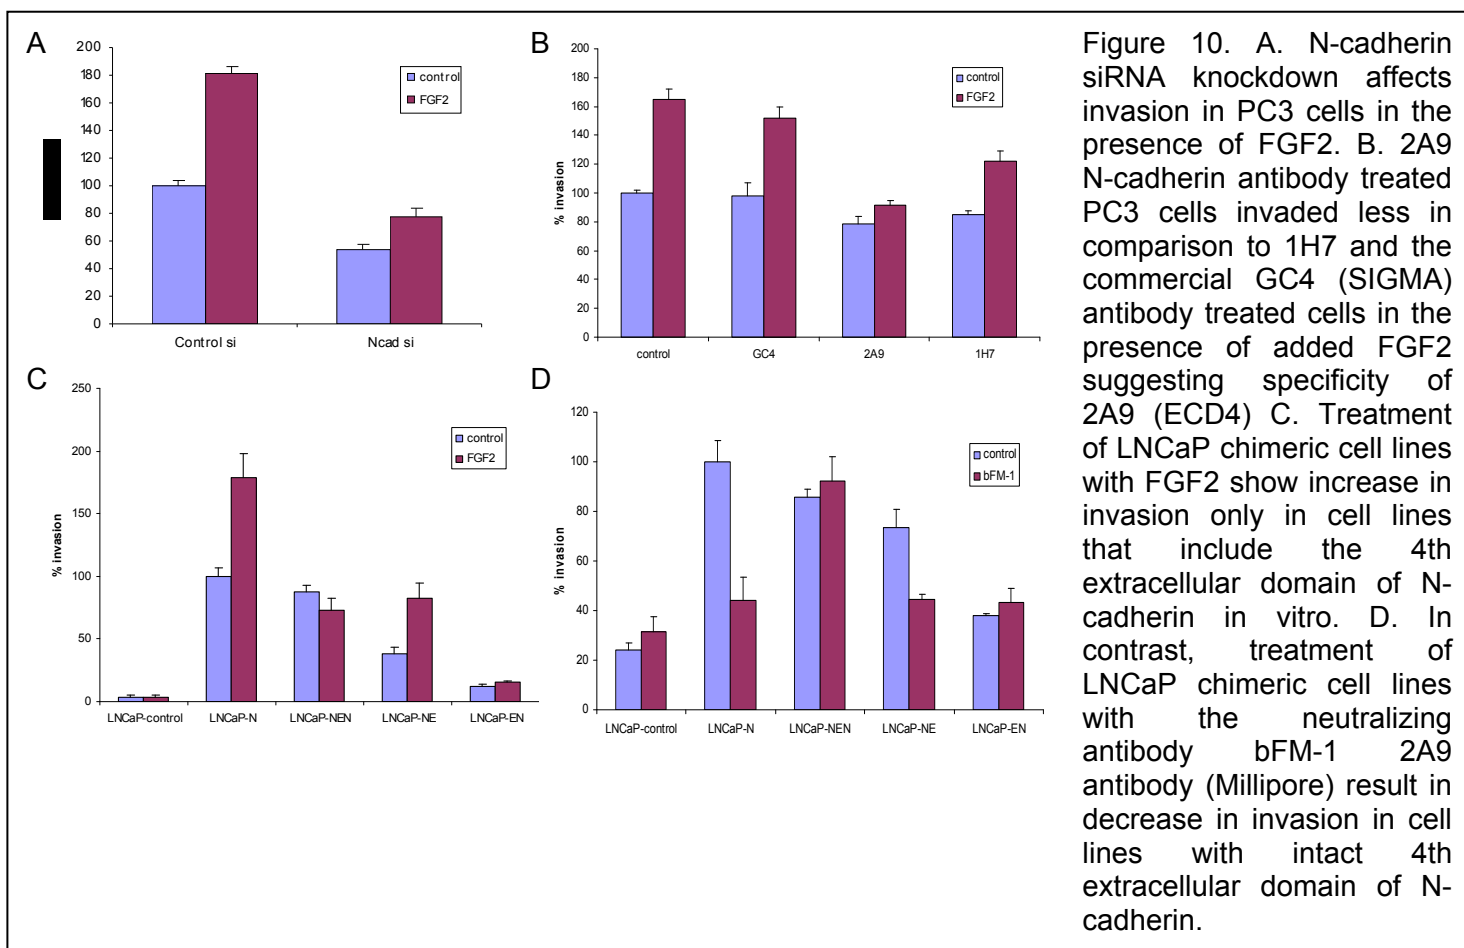 A
200
180
160
140
120
100
80
60
40
20
0
control
FGF2
Control si
Ncad si
B
200
180
160
140
120
100
80
60
40
20
0
% invasion
control
FGF2
control
GC4
2A9
1H7
C
250
200
150
100
50
0
% invasion
control
FGF2
LNCaP-control
LNCaP-N
LNCaP-NEN
LNCaP-NE
LNCaP-EN
D
120
100
80
60
40
20
0
% invasion
control
bFM-1
LNCaP-control
LNCaP-N
LNCaP-NEN
LNCaP-NE
LNCaP-EN
Figure 10. A. N-cadherin
siRNA knockdown affects
invasion in PC3 cells in the
presence of FGF2. B. 2A9
N-cadherin antibody treated
PC3 cells invaded less in
comparison to 1H7 and the
commercial GC4 (SIGMA)
antibody treated cells in the
presence of added FGF2
suggesting specificity of
2A9 (ECD4) C. Treatment
of LNCaP chimeric cell lines
with FGF2 show increase in
invasion only in cell lines
that include the 4th
extracellular domain of N-
cadherin in vitro. D. In
contrast, treatment of
LNCaP chimeric cell lines
with the neutralizing
antibody bFM-1 2A9
antibody (Millipore) result in
decrease in invasion in cell
lines with intact 4th
extracellular domain of N-
cadherin.